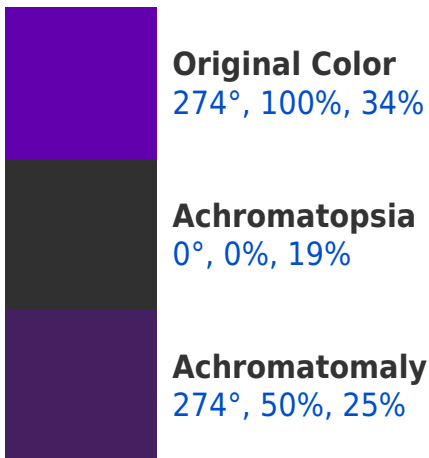 Original Color
274°, 100%, 34%
Achromatopsia
0°, 0%, 19%
Achromatomaly
274°, 50%, 25%